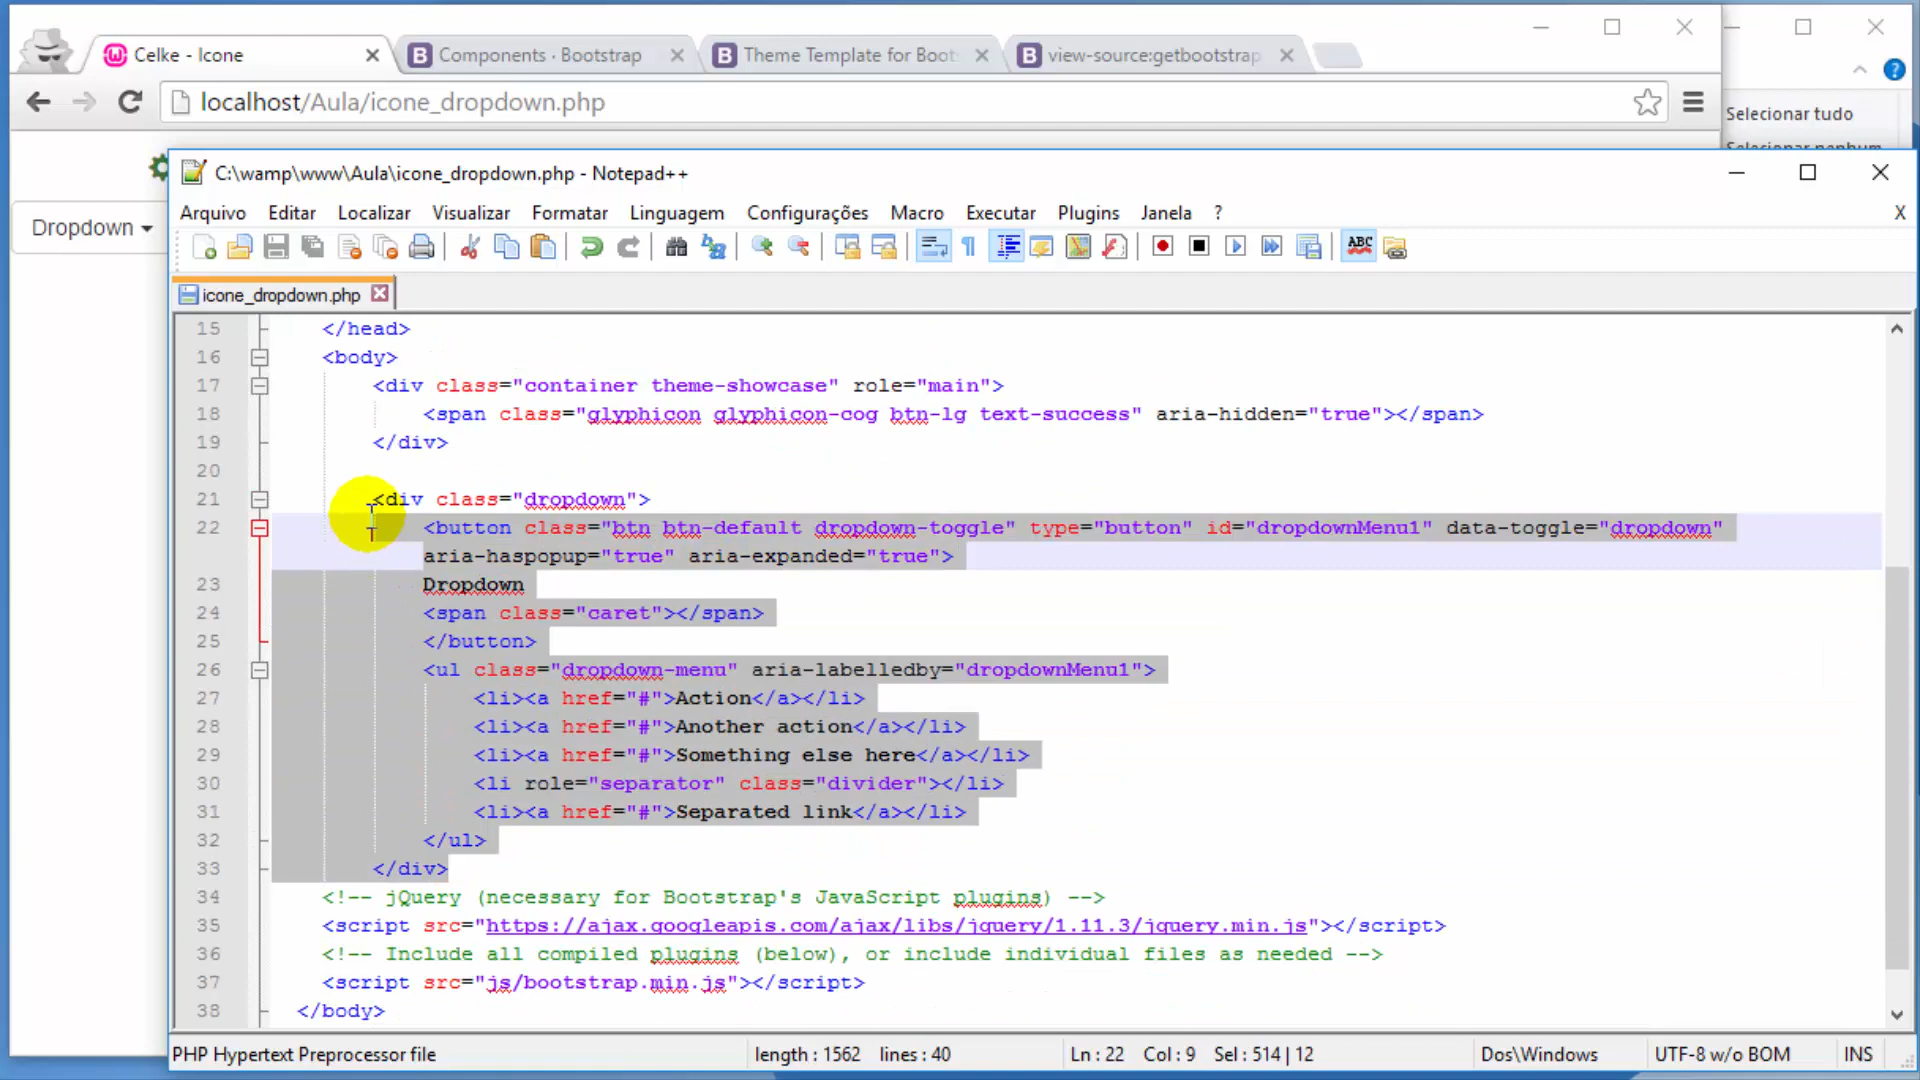 Celke - Icone
Components · Bootstrap
Theme Template for Boots
view-source:getbootstrap
localhost/Aula/icone_dropdown.php
Selecionar tudo
Selecionar nenhum
Dropdown
C:\wamp\www\Aula\icone_dropdown.php - Notepad++
Arquivo Editar Localizar Visualizar Formatar Linguagem Configurações Macro Executar Plugins Janela ? X
icone_dropdown.php
15 </head>
16 <body>
17 <div class="container theme-showcase" role="main">
18 <span class="glyphicon glyphicon-cog btn-lg text-success" aria-hidden="true"></span>
19 </div>
20
21 <div class="dropdown">
22 <button class="btn btn-default dropdown-toggle" type="button" id="dropdownMenu1" data-toggle="dropdown"
aria-haspopup="true" aria-expanded="true">
23 Dropdown
24 <span class="caret"></span>
25 </button>
26 <ul class="dropdown-menu" aria-labelledby="dropdownMenu1">
27 <li><a href="#">Action</a></li>
28 <li><a href="#">Another action</a></li>
29 <li><a href="#">Something else here</a></li>
30 <li role="separator" class="divider"></li>
31 <li><a href="#">Separated link</a></li>
32 </ul>
33 </div>
34 <!-- jQuery (necessary for Bootstrap's JavaScript plugins) -->
35 <script src="https://ajax.googleapis.com/ajax/libs/jquery/1.11.3/jquery.min.js"></script>
36 <!-- Include all compiled plugins (below), or include individual files as needed -->
37 <script src="js/bootstrap.min.js"></script>
38 </body>
PHP Hypertext Preprocessor file length : 1562 lines : 40 Ln : 22 Col : 9 Sel : 514 | 12 Dos\Windows UTF-8 w/o BOM INS